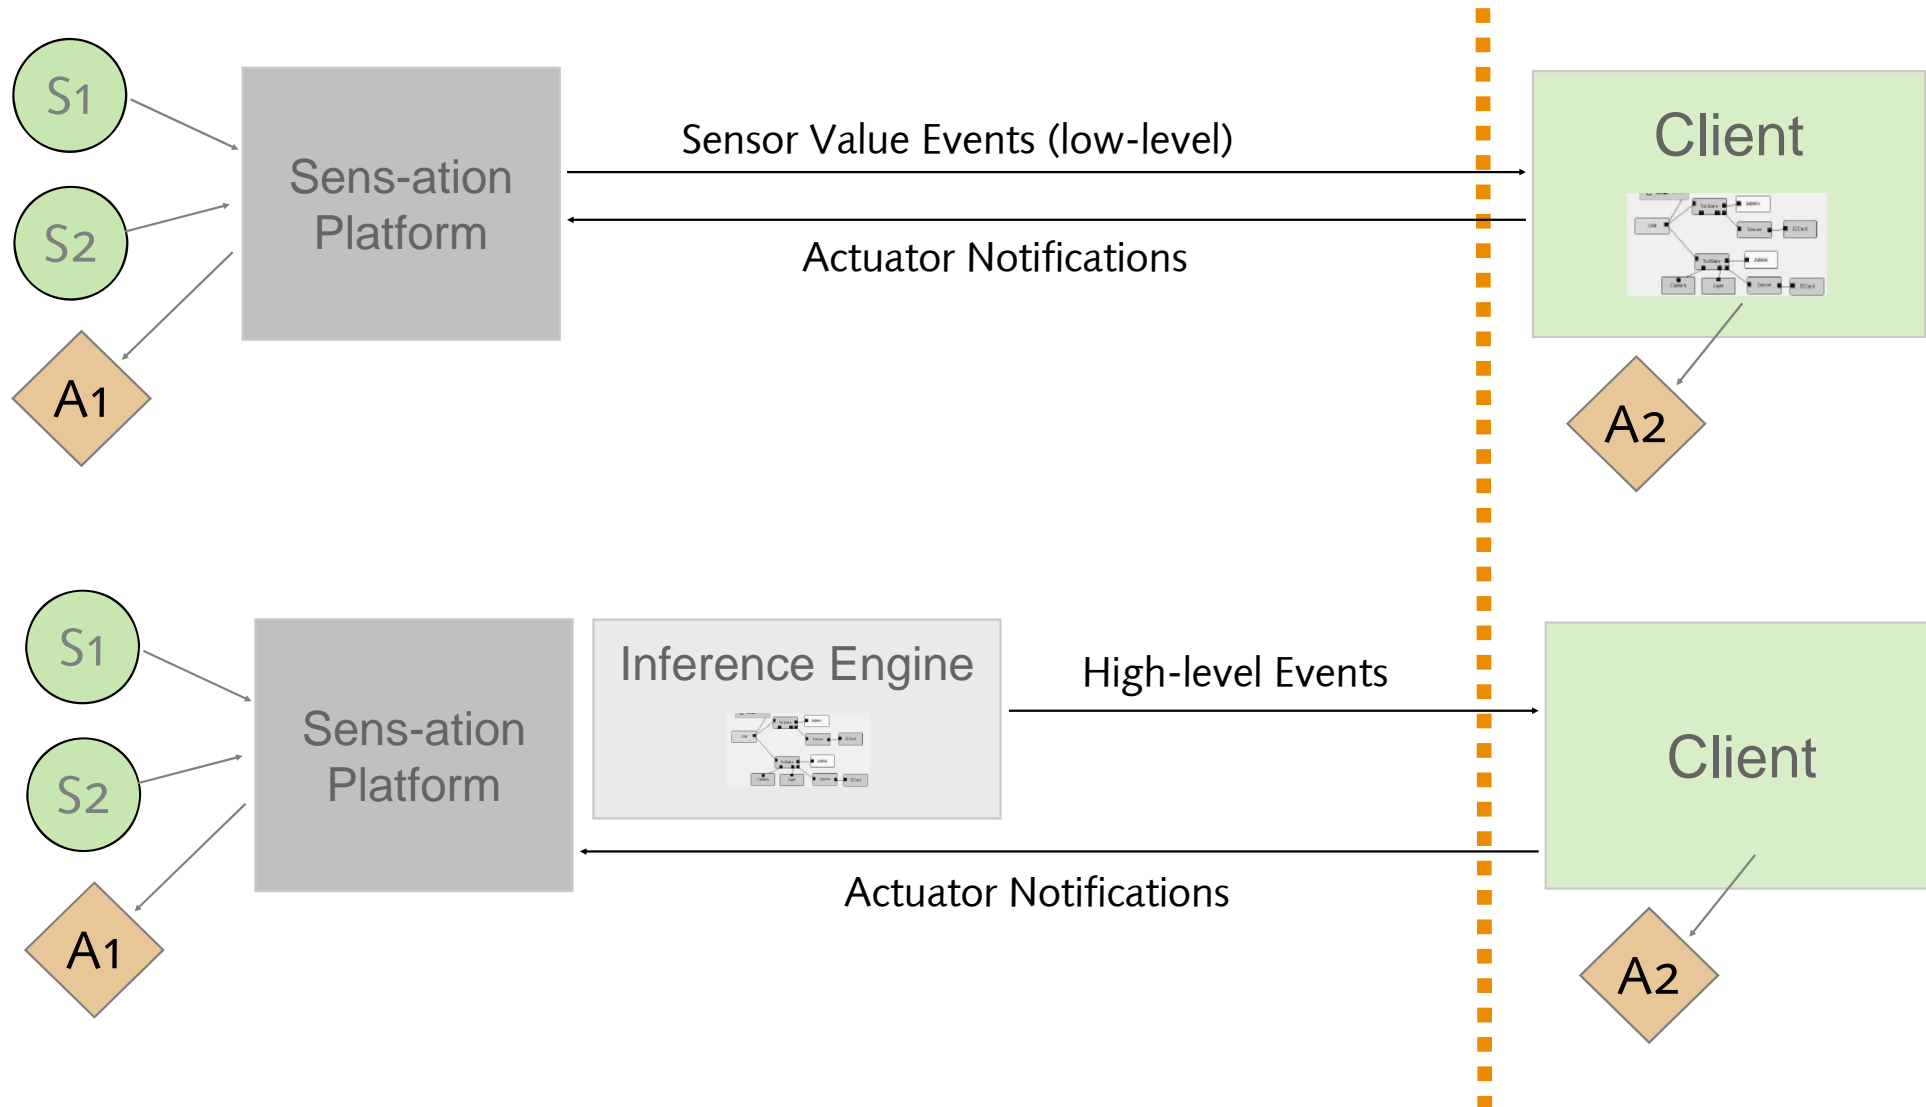 S1
S2
A1
Sens-ation
Platform
Sensor Value Events (low-level)
Actuator Notifications
Client
A2
S1
S2
A1
Sens-ation
Platform
Inference Engine
High-level Events
Actuator Notifications
Client
A2